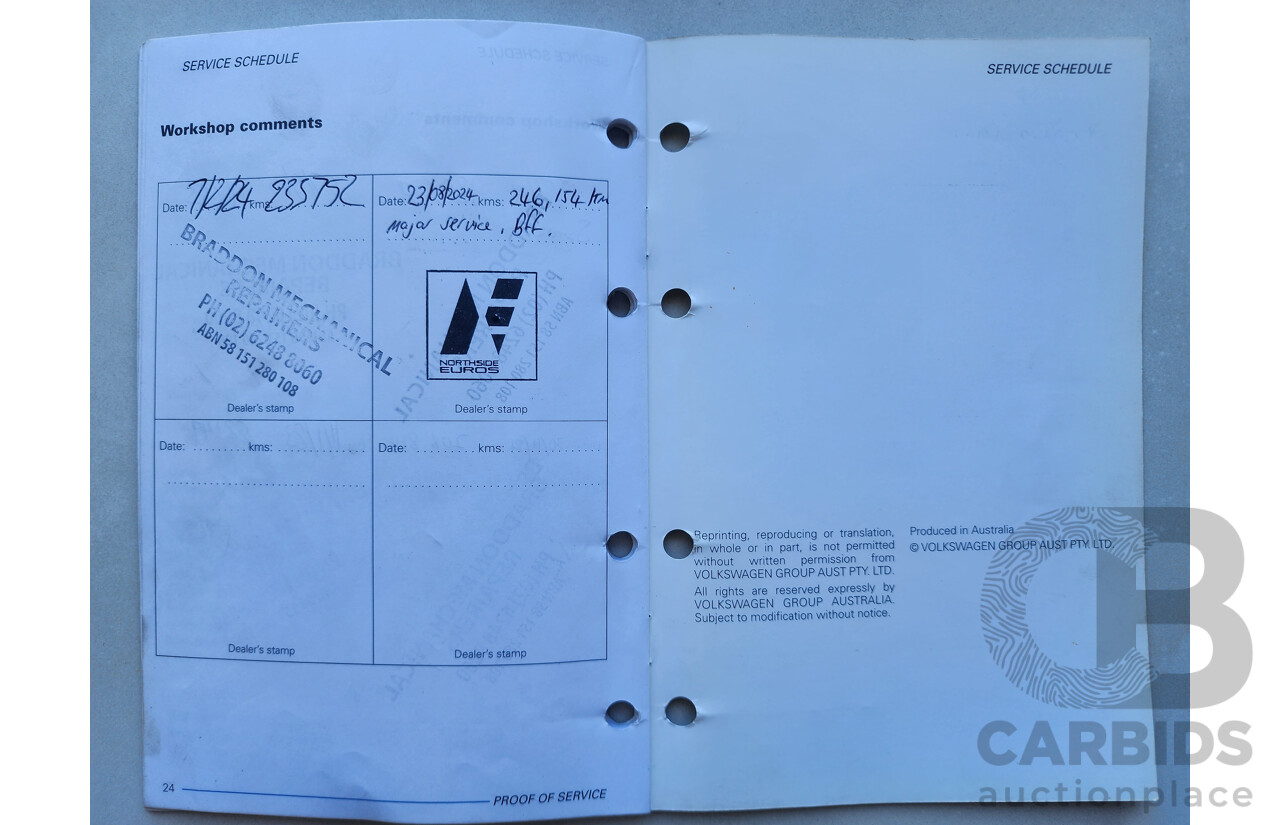 SERVICE SCHEDULE
Workshop comments
Date: 7/2/24 kms: 235752
BRADDON MECHANICAL
REPAIRERS
PH (02) 6248 8060
ABN 58 151 280 108
Dealer's stamp
Date: 23/08/2024 kms: 246,154 km
major service, Bff.
NORTHSIDE
EUROS
Dealer's stamp
Date: kms:
Dealer's stamp
Date: kms:
Dealer's stamp
24
PROOF OF SERVICE
SERVICE SCHEDULE
Reprinting, reproducing or translation,
in whole or in part, is not permitted
without written permission from
VOLKSWAGEN GROUP AUST PTY. LTD.
All rights are reserved expressly by
VOLKSWAGEN GROUP AUSTRALIA.
Subject to modification without notice.
Produced in Australia
© VOLKSWAGEN GROUP AUST PTY. LTD.
CB
CARBIDS
auctionplace